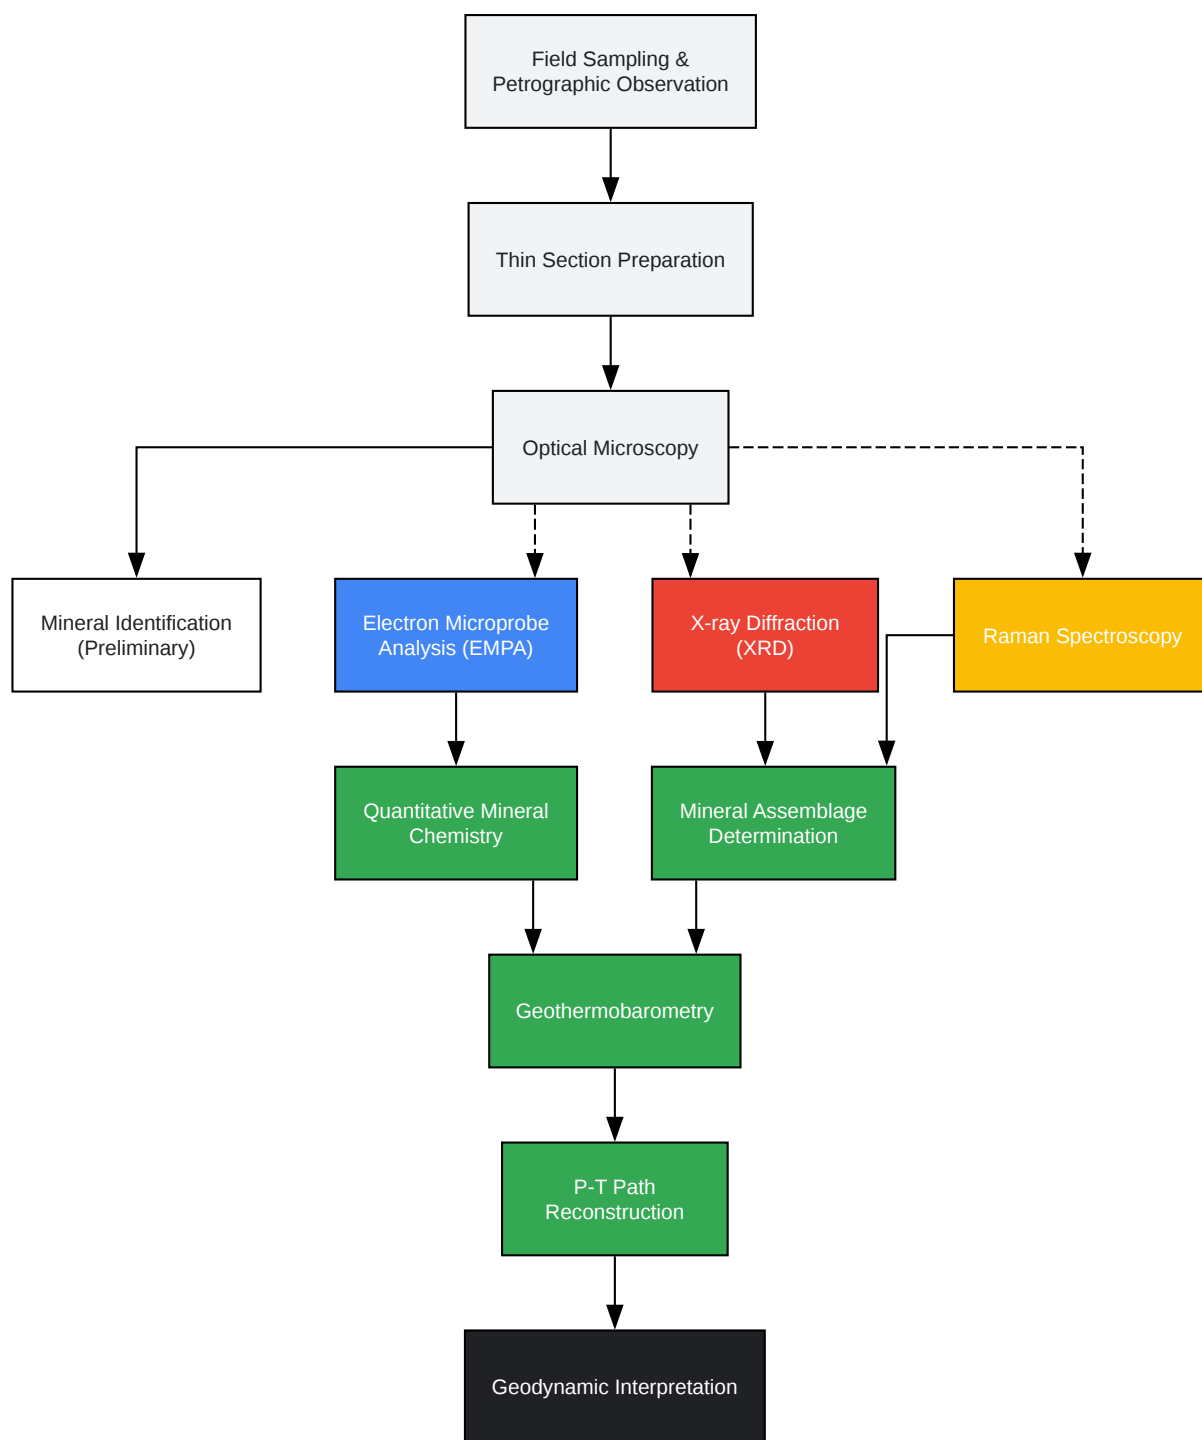 Field Sampling &
Petrographic Observation
Thin Section Preparation
Optical Microscopy
Mineral Identification
(Preliminary)
Electron Microprobe
Analysis (EMPA)
X-ray Diffraction
(XRD)
Raman Spectroscopy
Quantitative Mineral
Chemistry
Mineral Assemblage
Determination
Geothermobarometry
P-T Path
Reconstruction
Geodynamic Interpretation